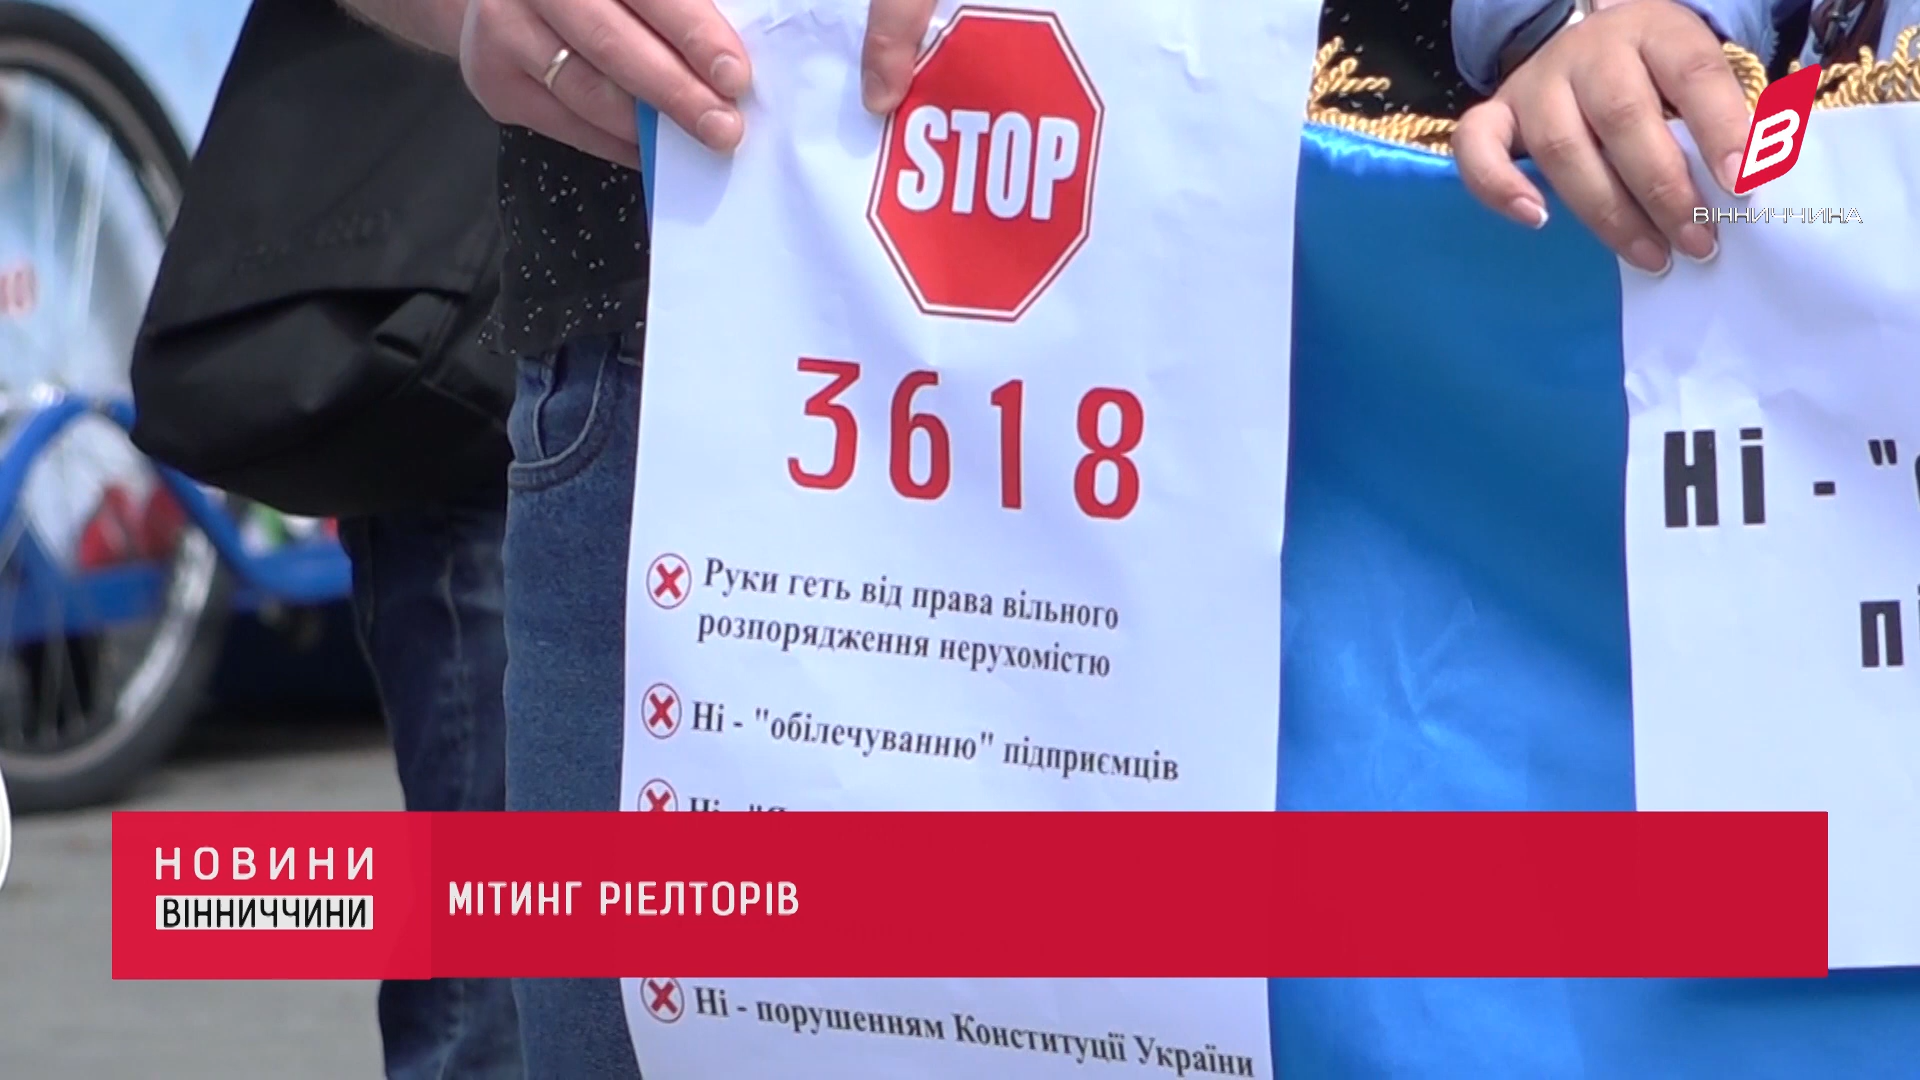 STOP
3618
Руки геть від права вільного
розпорядження нерухомістю
Ні - "обілечуванню" підприємців
Ні -
Ні - порушенням Конституції України
Ні - "
В
ВІННИЧЧИНА
НОВИНИ
ВІННИЧЧИНИ
МІТИНГ РІЕЛТОРІВ